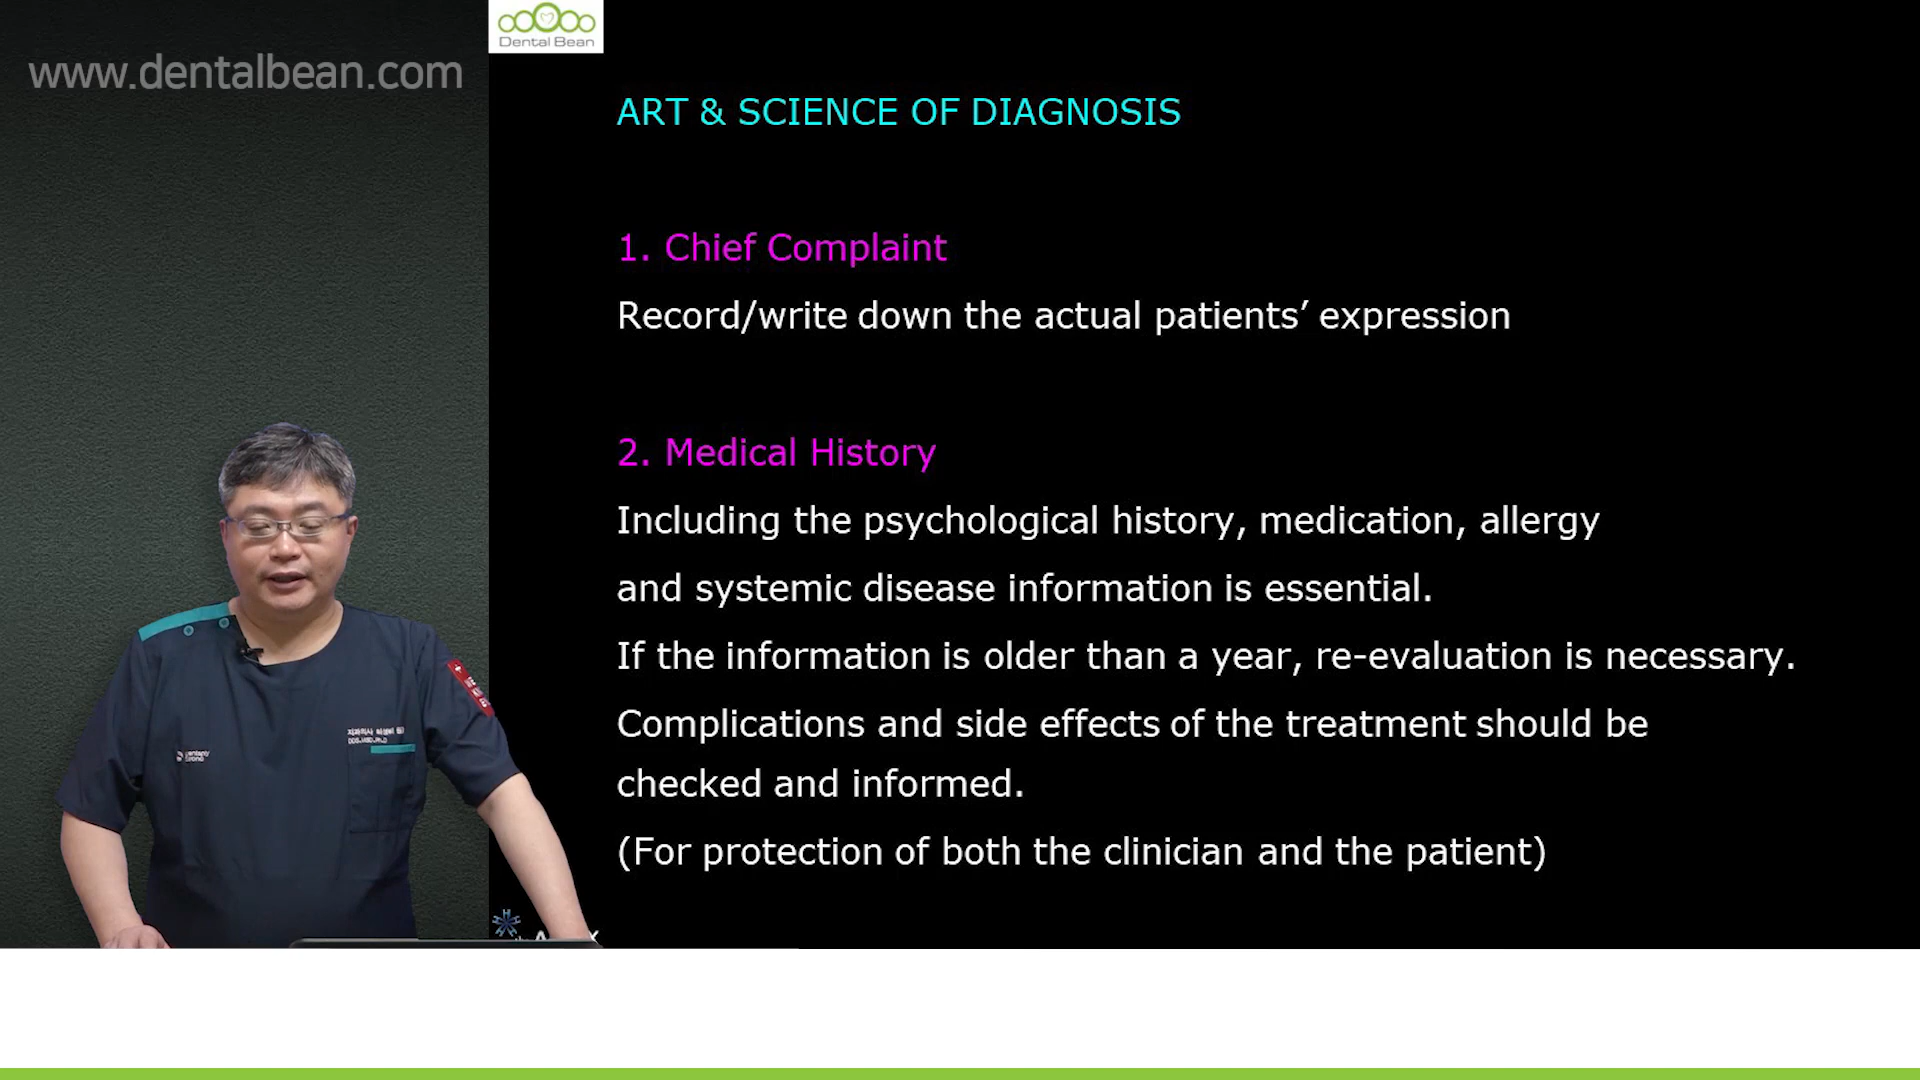 Dental Bean
www.dentalbean.com
ART & SCIENCE OF DIAGNOSIS
1. Chief Complaint
Record/write down the actual patients’ expression
2. Medical History
Including the psychological history, medication, allergy
and systemic disease information is essential.
If the information is older than a year, re-evaluation is necessary.
Complications and side effects of the treatment should be
checked and informed.
(For protection of both the clinician and the patient)